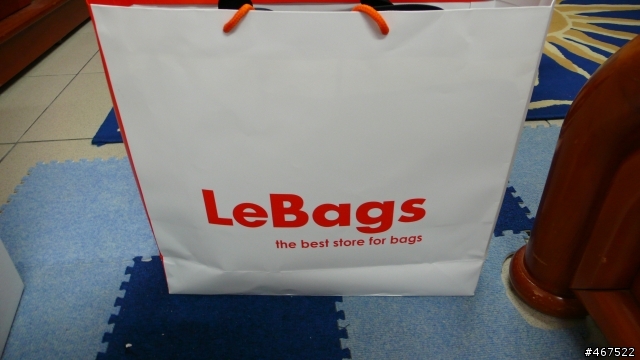 LeBags
the best store for bags
#467522